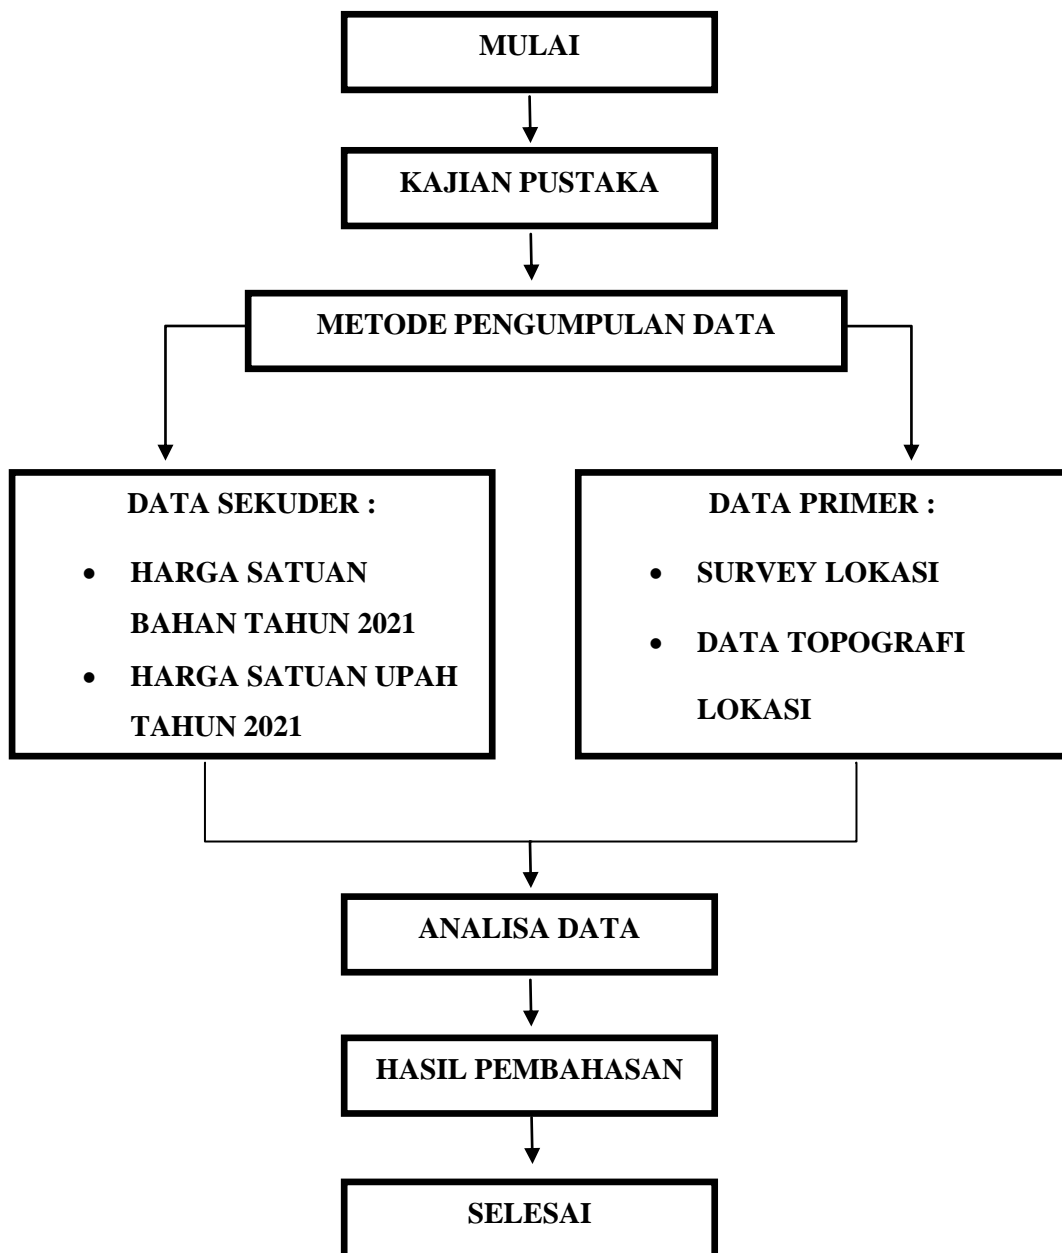 MULAI
KAJIAN PUSTAKA
METODE PENGUMPULAN DATA
DATA SEKUDER :
• HARGA SATUAN
BAHAN TAHUN 2021
• HARGA SATUAN UPAH
TAHUN 2021
DATA PRIMER :
• SURVEY LOKASI
• DATA TOPOGRAFI
LOKASI
ANALISA DATA
HASIL PEMBAHASAN
SELESAI